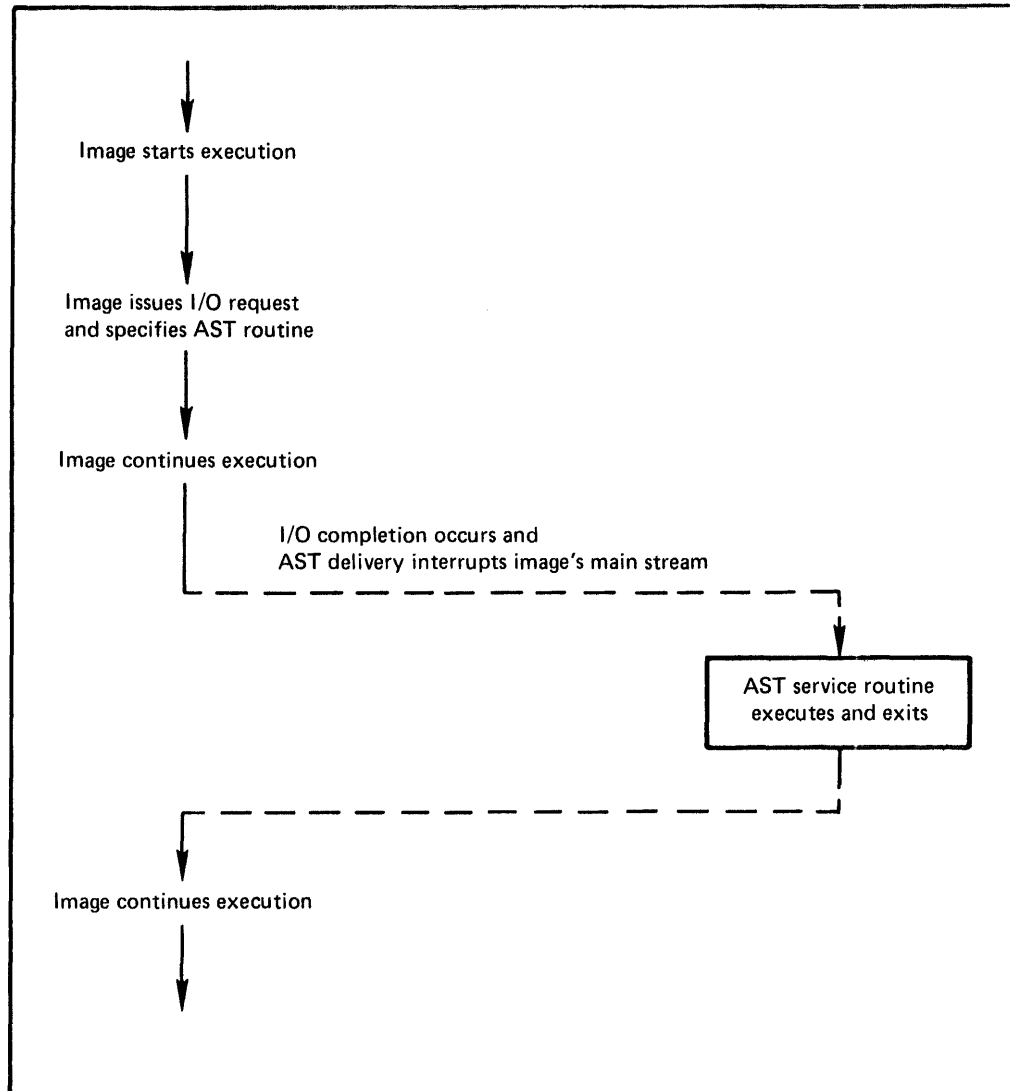 Image starts execution
Image issues I/O request
and specifies AST routine
Image continues execution
I/O completion occurs and
AST delivery interrupts image's main stream
AST service routine
executes and exits
Image continues execution